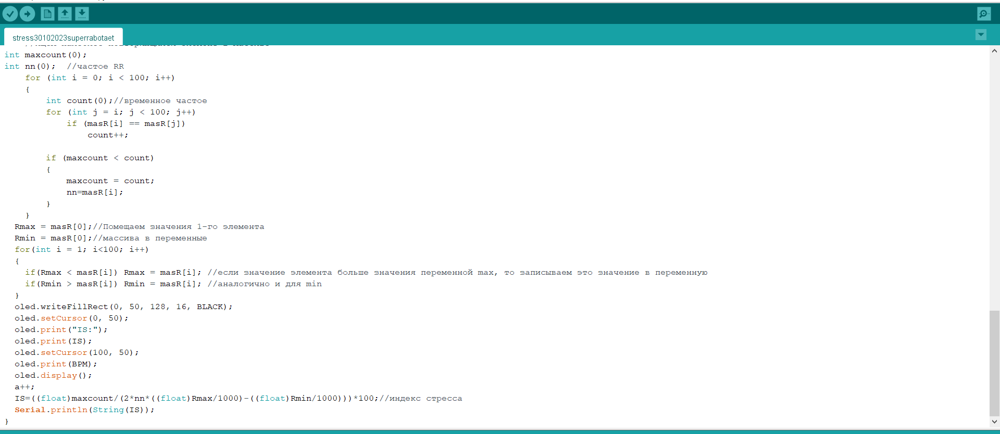 stress30102023superrabotaet
int maxcount(0);
int nn(0);  //частое RR
    for (int i = 0; i < 100; i++)
    {
        int count(0);//временное частое
        for (int j = i; j < 100; j++)
            if (masR[i] == masR[j])
                count++;
        if (maxcount < count)
        {
            maxcount = count;
            nn=masR[i];
        }
    }
  Rmax = masR[0];//Помещаем значения 1-го элемента
  Rmin = masR[0];//массива в переменные
  for(int i = 1; i<100; i++)
  {
    if(Rmax < masR[i]) Rmax = masR[i]; //если значение элемента больше значения переменной max, то записываем это значение в переменную
    if(Rmin > masR[i]) Rmin = masR[i]; //аналогично и для min
  }
  oled.writeFillRect(0, 50, 128, 16, BLACK);
  oled.setCursor(0, 50);
  oled.print("IS:");
  oled.print(IS);
  oled.setCursor(100, 50);
  oled.print(BPM);
  oled.display();
  a++;
  IS=((float)maxcount/(2*nn*((float)Rmax/1000)-((float)Rmin/1000)))*100;//индекс стресса
  Serial.println(String(IS));
}